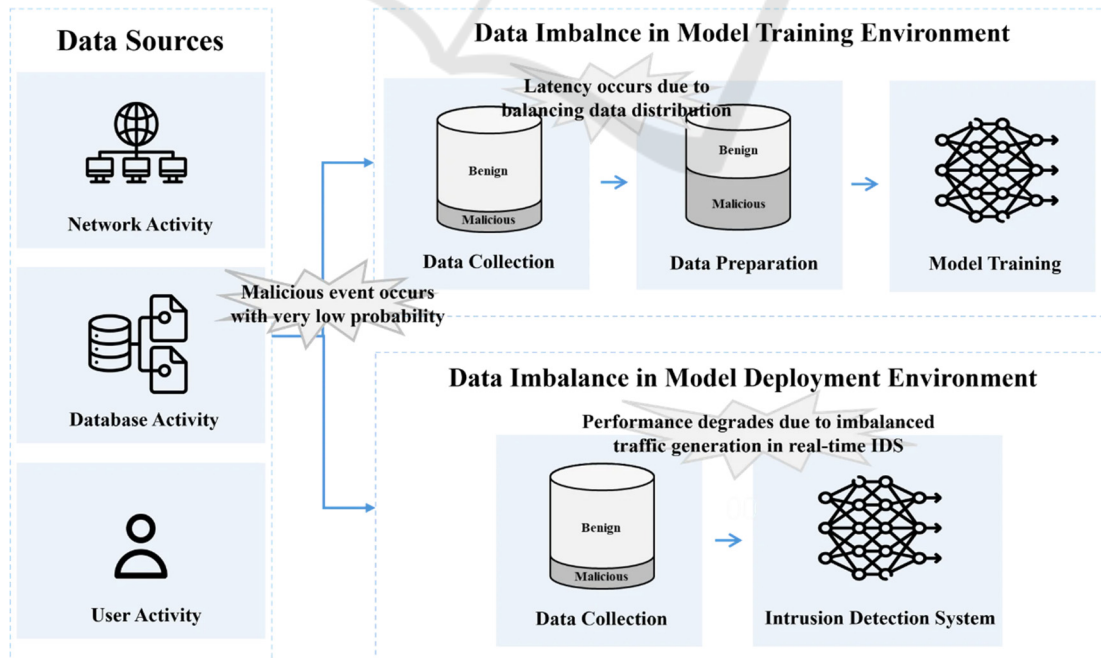 Data Sources
Network Activity
Database Activity
User Activity
Malicious event occurs
with very low probability
Data Imbalnce in Model Training Environment
Latency occurs due to
balancing data distribution
Benign
Malicious
Data Collection
Benign
Malicious
Data Preparation
Model Training
Data Imbalance in Model Deployment Environment
Performance degrades due to imbalanced
traffic generation in real-time IDS
Benign
Malicious
Data Collection
Intrusion Detection System